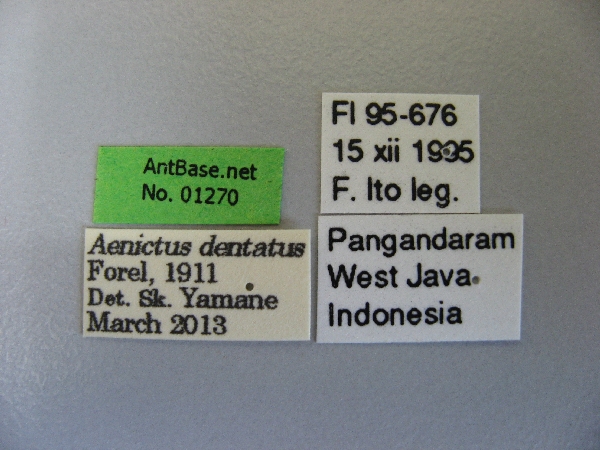 AntBase.net
No. 01270
Aenictus dentatus
Forel, 1911
Det. Sk. Yamane
March 2013
FI 95-676
15 xii 1995
F. Ito leg.
Pangandaram
West Java
Indonesia